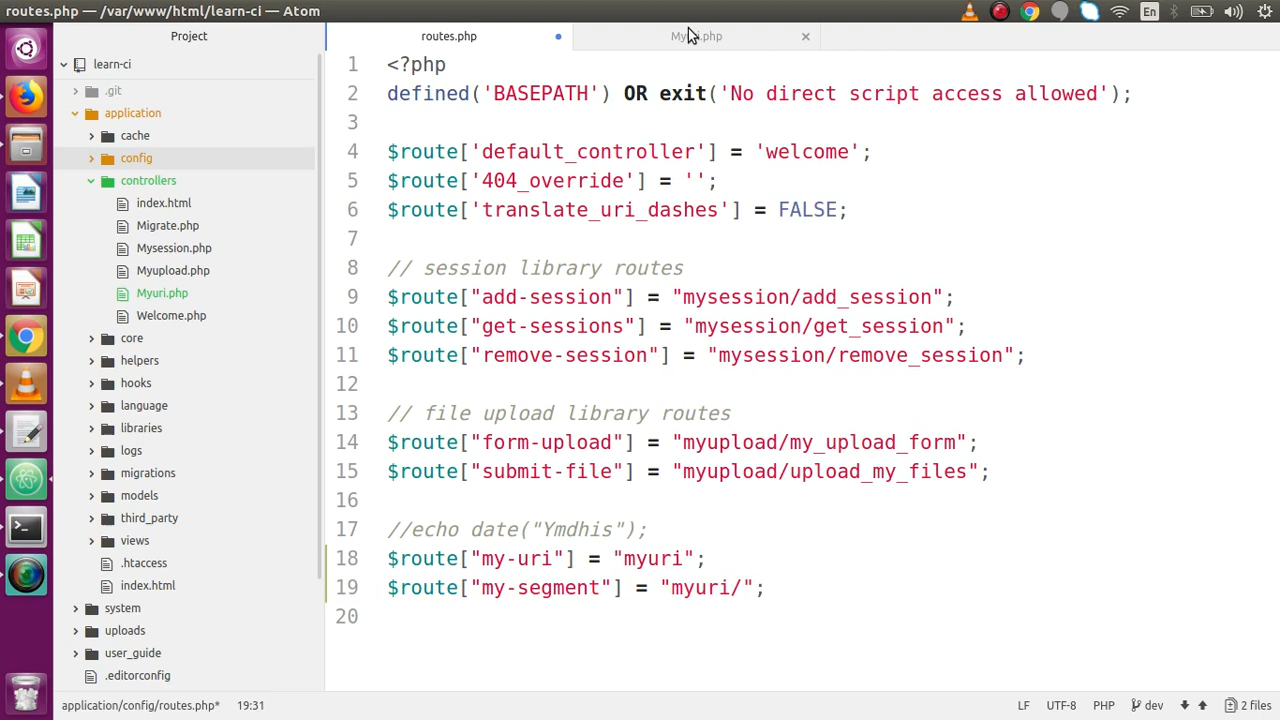 routes.php — /var/www/html/learn-ci — Atom
En
Project
routes.php
learn-ci
.git
application
cache
config
controllers
index.html
Migrate.php
Mysession.php
Myupload.php
Myuri.php
Welcome.php
core
helpers
hooks
language
libraries
logs
migrations
models
third_party
views
.htaccess
index.html
system
uploads
user_guide
.editorconfig
1 <?php
2 defined('BASEPATH') OR exit('No direct script access allowed');
3
4 $route['default_controller'] = 'welcome';
5 $route['404_override'] = '';
6 $route['translate_uri_dashes'] = FALSE;
7
8 // session library routes
9 $route["add-session"] = "mysession/add_session";
10 $route["get-sessions"] = "mysession/get_session";
11 $route["remove-session"] = "mysession/remove_session";
12
13 // file upload library routes
14 $route["form-upload"] = "myupload/my_upload_form";
15 $route["submit-file"] = "myupload/upload_my_files";
16
17 //echo date("Ymdhis");
18 $route["my-uri"] = "myuri";
19 $route["my-segment"] = "myuri/";
20
application/config/routes.php* 19:31
LF UTF-8 PHP dev 2 files